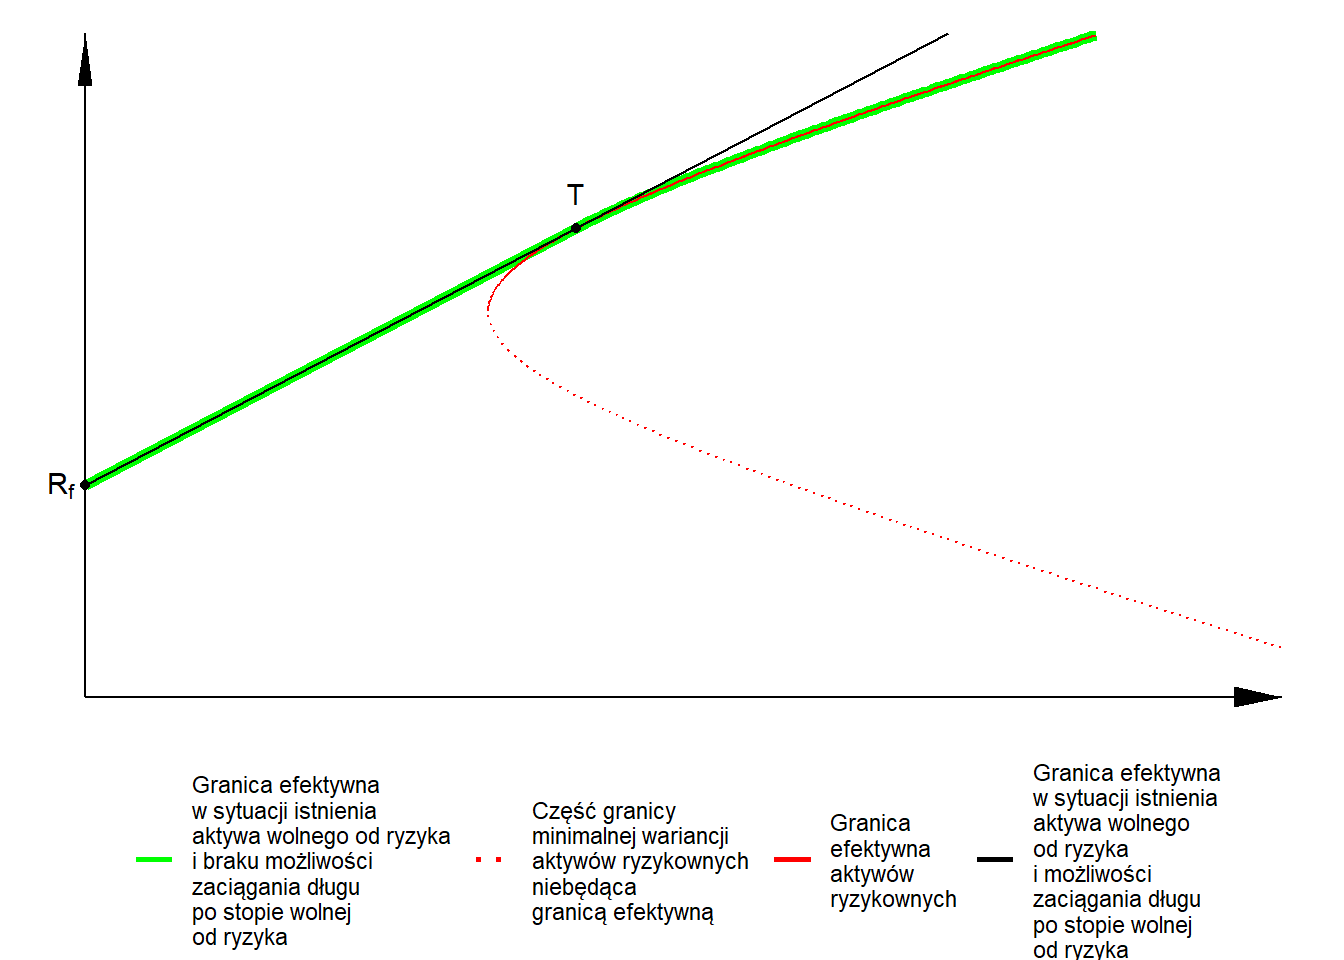 T
Rf
Granica efektywna
w sytuacji istnienia
aktywa wolnego od ryzyka
i braku możliwości
zaciągania długu
po stopie wolnej
od ryzyka
Część granicy
minimalnej wariancji
aktywów ryzykownych
niebędąca
granicą efektywną
Granica
efektywna
aktywów
ryzykownych
Granica efektywna
w sytuacji istnienia
aktywa wolnego
od ryzyka
i możliwości
zaciągania długu
po stopie wolnej
od ryzyka